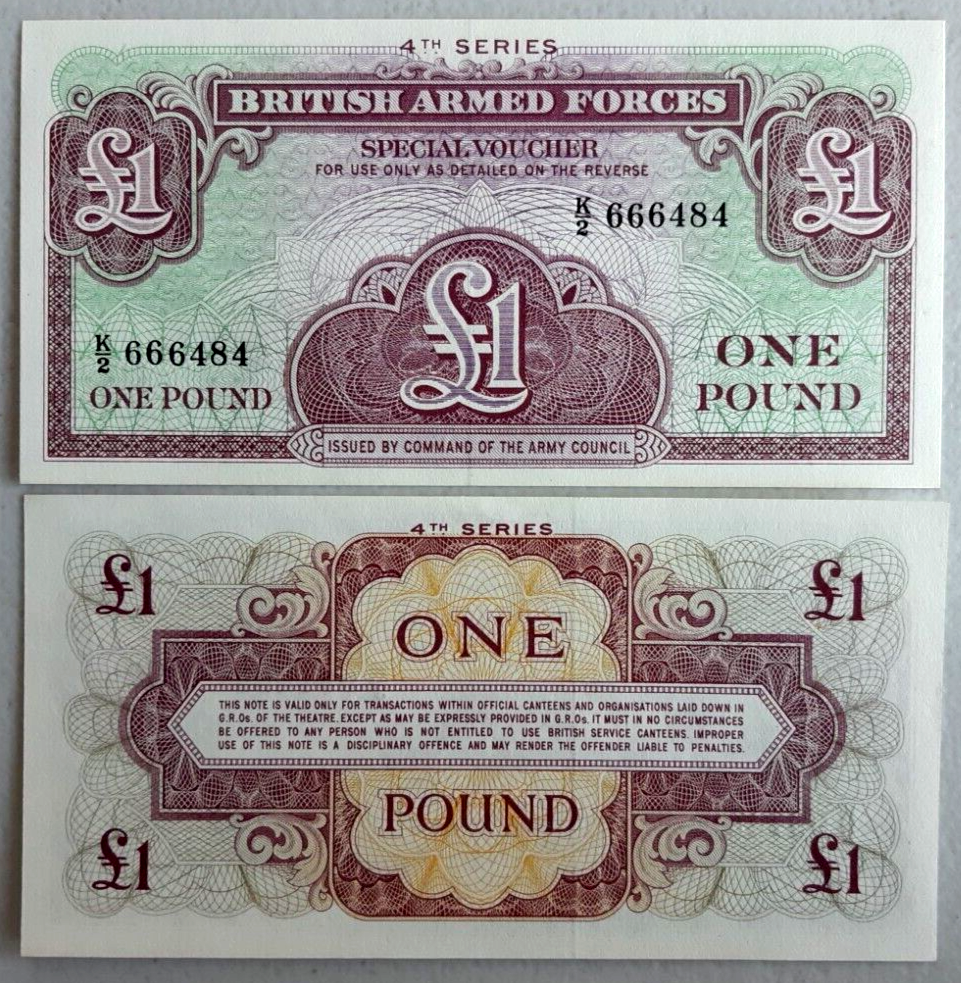 4TH SERIES
BRITISH ARMED FORCES
£1
£1
SPECIAL VOUCHER
FOR USE ONLY AS DETAILED ON THE REVERSE
K/2 666484
£1
K/2 666484
ONE POUND
ONE
POUND
ISSUED BY COMMAND OF THE ARMY COUNCIL
4TH SERIES
£1
£1
ONE
THIS NOTE IS VALID ONLY FOR TRANSACTIONS WITHIN OFFICIAL CANTEENS AND ORGANISATIONS LAID DOWN IN
G.R.Os. OF THE THEATRE. EXCEPT AS MAY BE EXPRESSLY PROVIDED IN G.R.Os. IT MUST IN NO CIRCUMSTANCES
BE OFFERED TO ANY PERSON WHO IS NOT ENTITLED TO USE BRITISH SERVICE CANTEENS. IMPROPER
USE OF THIS NOTE IS A DISCIPLINARY OFFENCE AND MAY RENDER THE OFFENDER LIABLE TO PENALTIES.
POUND
£1
£1